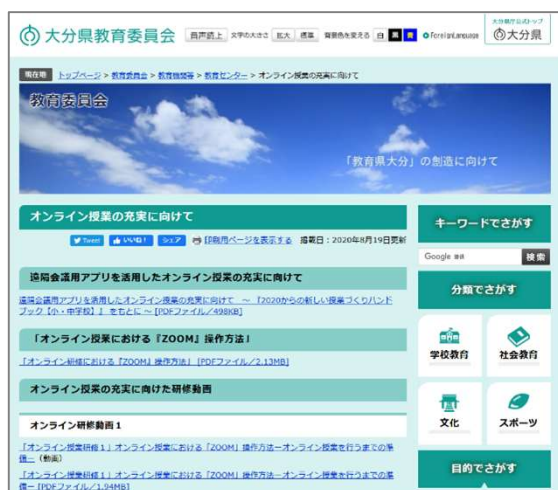 大分県教育委員会
音声読上 文字の大きさ 拡大 標準 背景色を変える 白 黒 青 ForeignLanguage
大分県庁公式トップ
大分県
現在地 トップページ > 教育委員会 > 教育機関等 > 教育センター > オンライン授業の充実に向けて
教育委員会
「教育県大分」の創造に向けて
オンライン授業の充実に向けて
Tweet いいね! シェア 印刷用ページを表示する 掲載日:2020年8月19日更新
遠隔会議用アプリを活用したオンライン授業の充実に向けて
遠隔会議用アプリを活用したオンライン授業の充実に向けて ~ 『2020からの新しい授業づくりハンド
ブック【小・中学校】』 をもとに ~ [PDFファイル/498KB]
「オンライン授業における『ZOOM』操作方法」
「オンライン研修における『ZOOM』操作方法」 [PDFファイル/2.13MB]
オンライン授業の充実に向けた研修動画
オンライン研修動画1
「オンライン授業研修1」オンライン授業における「ZOOM」操作方法-オンライン授業を行うまでの準
備- (動画)
「オンライン授業研修1」オンライン授業における「ZOOM」操作方法-オンライン授業を行うまでの準
備- [PDFファイル/1.94MB]
キーワードでさがす
Google 検索
分類でさがす
学校教育 社会教育
文化 スポーツ
目的でさがす